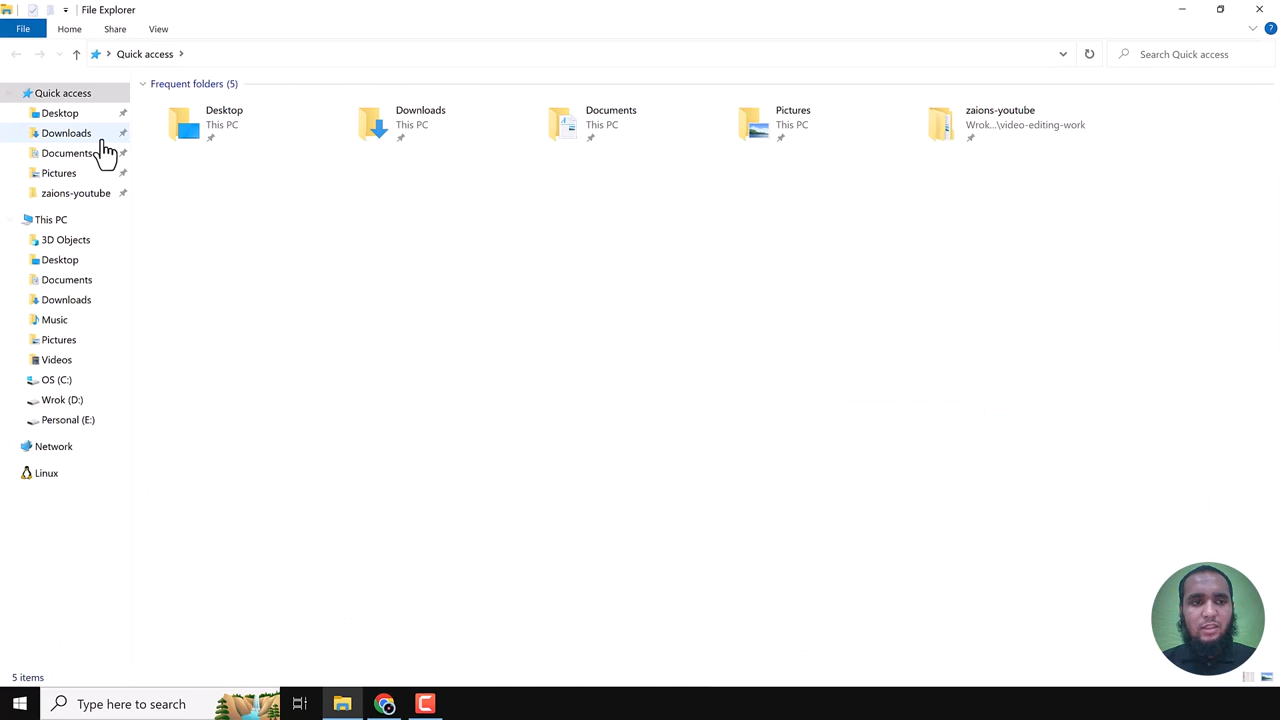 File Explorer
File Home Share View
Quick access
Search Quick access
Quick access
Desktop
Downloads
Documents
Pictures
zaions-youtube
This PC
3D Objects
Desktop
Documents
Downloads
Music
Pictures
Videos
OS (C:)
Wrok (D:)
Personal (E:)
Network
Linux
Frequent folders (5)
Desktop
This PC
Downloads
This PC
Documents
This PC
Pictures
This PC
zaions-youtube
Wrok...\video-editing-work
5 items
Type here to search